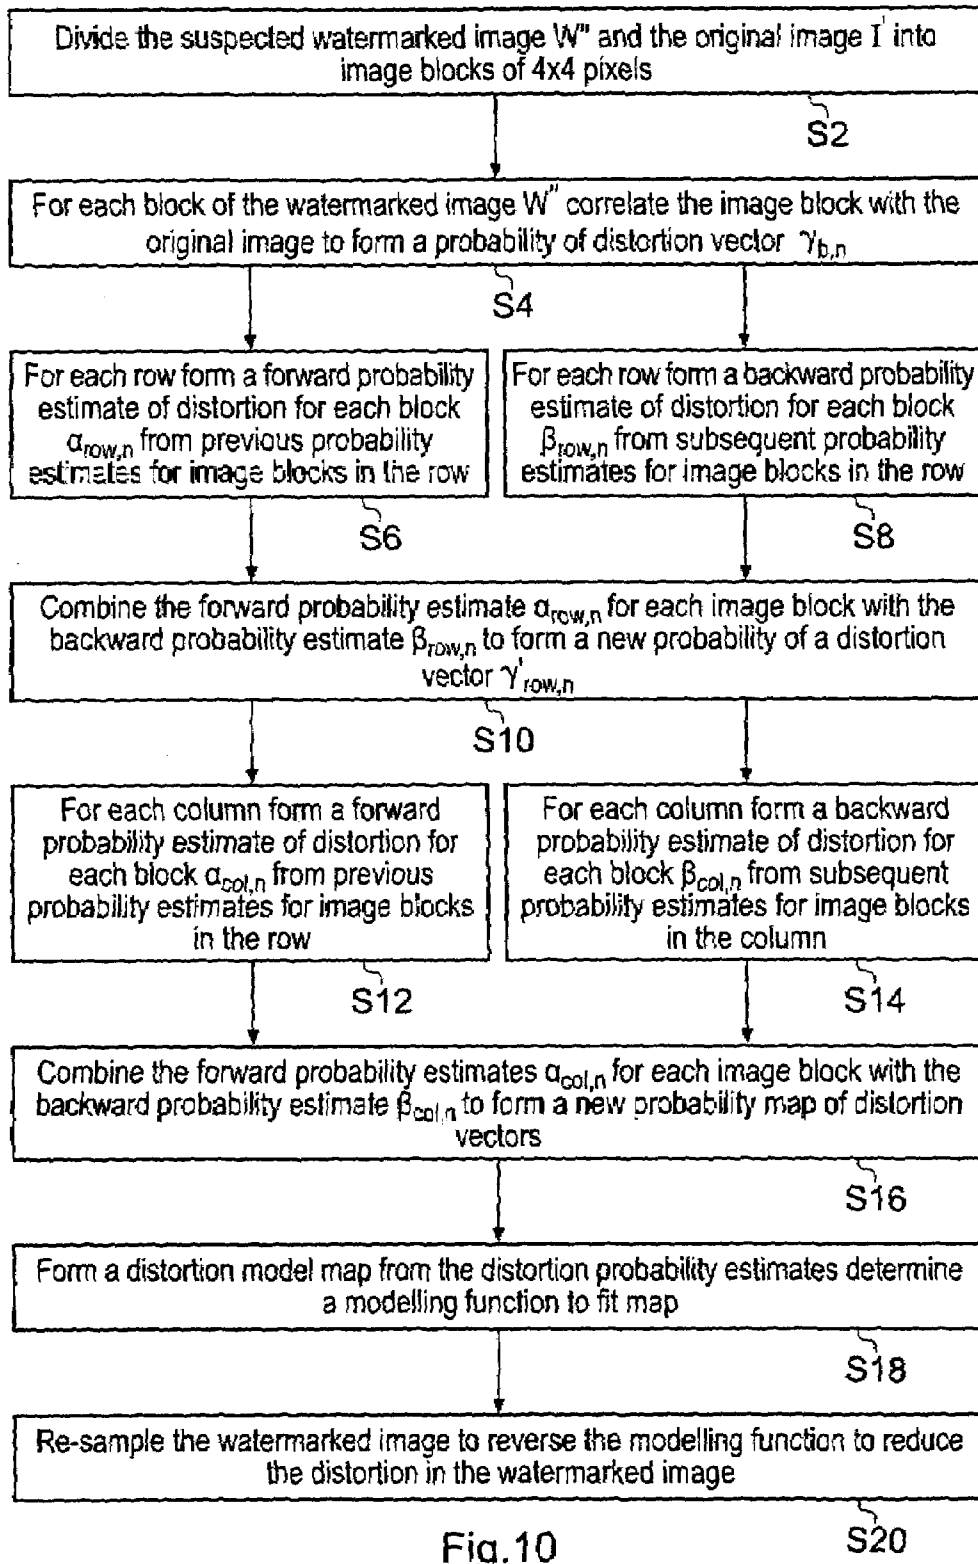 Divide the suspected watermarked image W'' and the original image I' into
image blocks of 4x4 pixels
S2
For each block of the watermarked image W'' correlate the image block with the
original image to form a probability of distortion vector γb,n
S4
For each row form a forward probability
estimate of distortion for each block
αrow,n from previous probability
estimates for image blocks in the row
S6
For each row form a backward probability
estimate of distortion for each block
βrow,n from subsequent probability
estimates for image blocks in the row
S8
Combine the forward probability estimate αrow,n for each image block with the
backward probability estimate βrow,n to form a new probability of a distortion
vector γ'row,n
S10
For each column form a forward
probability estimate of distortion for
each block αcol,n from previous
probability estimates for image blocks
in the row
S12
For each column form a backward
probability estimate of distortion for
each block βcol,n from subsequent
probability estimates for image blocks
in the column
S14
Combine the forward probability estimates αcol,n for each image block with the
backward probability estimate βcol,n to form a new probability map of distortion
vectors
S16
Form a distortion model map from the distortion probability estimates determine
a modelling function to fit map
S18
Re-sample the watermarked image to reverse the modelling function to reduce
the distortion in the watermarked image
S20
Fig.10